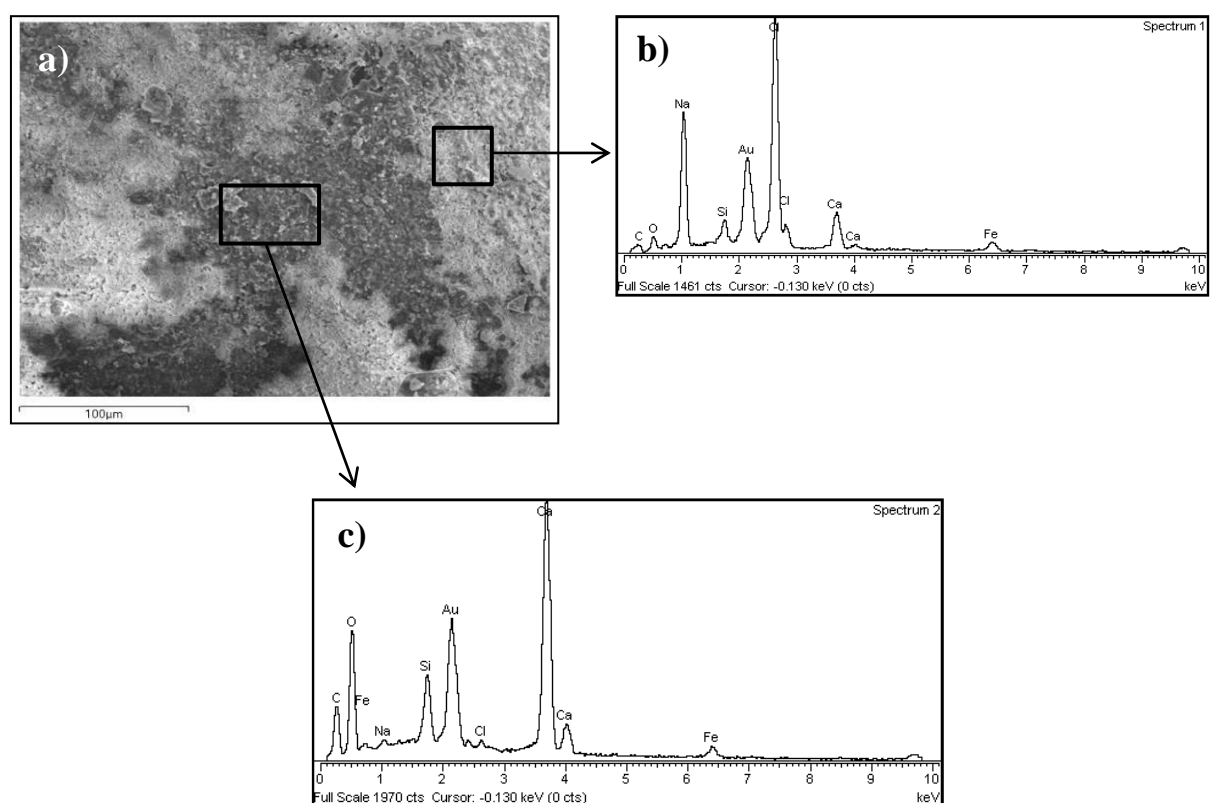 a)
100μm
b)
Spectrum 1
Cl
Na
Au
Cl
Si
Ca
C
O
Ca
Fe
0 1 2 3 4 5 6 7 8 9 10
Full Scale 1461 cts Cursor: -0.130 keV (0 cts)
keV
c)
Spectrum 2
Ca
O
Au
Si
C
Fe
Ca
Na
Cl
Fe
0 1 2 3 4 5 6 7 8 9 10
Full Scale 1970 cts Cursor: -0.130 keV (0 cts)
keV